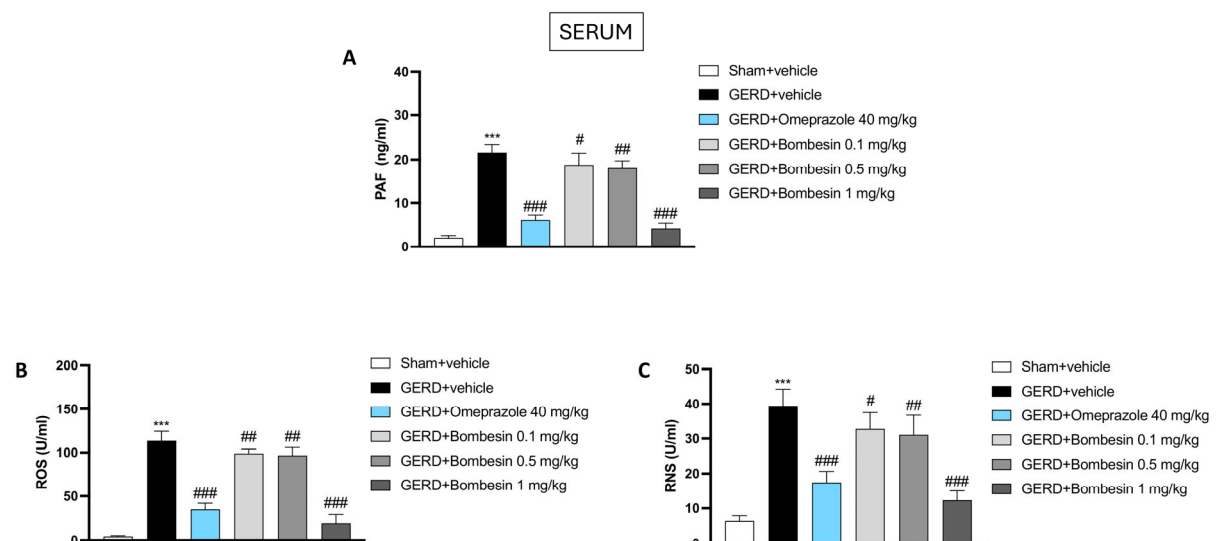 SERUM
A
40
30
20
10
0
PAF (ng/ml)
***
###
#
##
###
Sham+vehicle
GERD+vehicle
GERD+Omeprazole 40 mg/kg
GERD+Bombesin 0.1 mg/kg
GERD+Bombesin 0.5 mg/kg
GERD+Bombesin 1 mg/kg
B
200
150
100
50
0
ROS (U/ml)
***
###
##
##
###
Sham+vehicle
GERD+vehicle
GERD+Omeprazole 40 mg/kg
GERD+Bombesin 0.1 mg/kg
GERD+Bombesin 0.5 mg/kg
GERD+Bombesin 1 mg/kg
C
50
40
30
20
10
0
RNS (U/ml)
***
###
#
##
###
Sham+vehicle
GERD+vehicle
GERD+Omeprazole 40 mg/kg
GERD+Bombesin 0.1 mg/kg
GERD+Bombesin 0.5 mg/kg
GERD+Bombesin 1 mg/kg